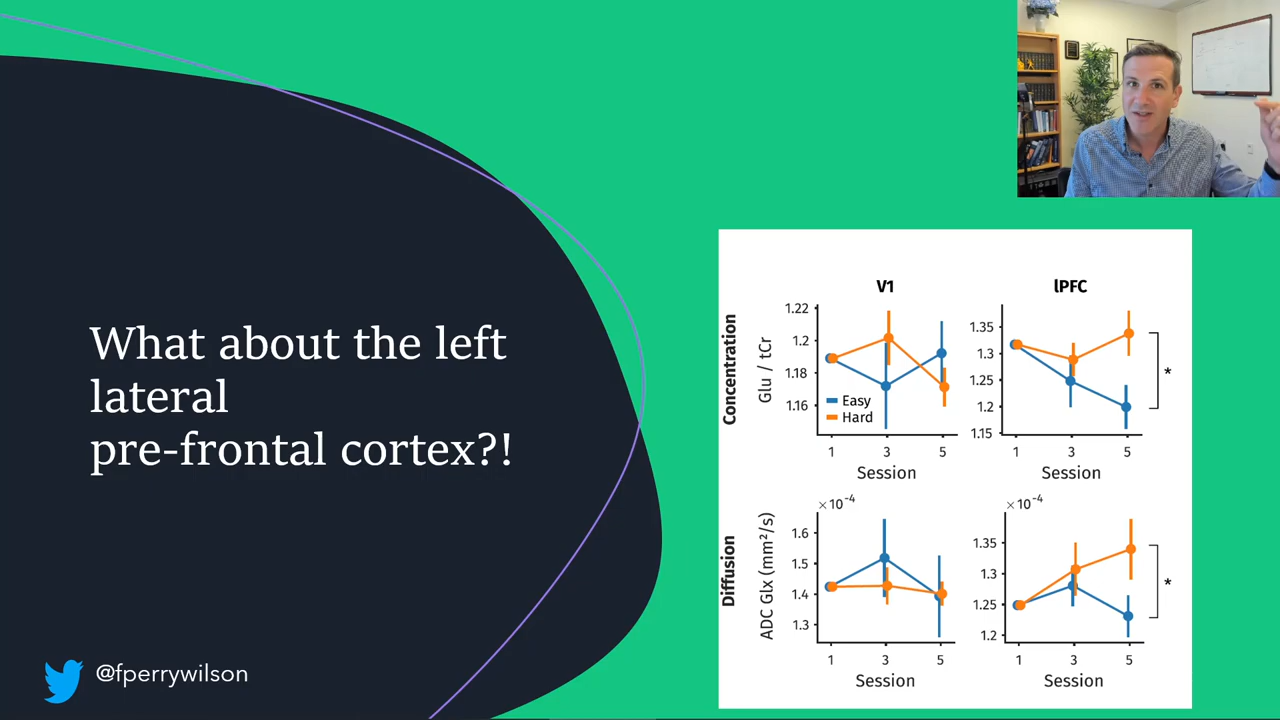 What about the left
lateral
pre-frontal cortex?!
@fperrywilson
V1
lPFC
Concentration
Glu / tCr
1.22
1.2
1.18
1.16
Easy
Hard
1 3 5
Session
1.35
1.3
1.25
1.2
1.15
*
1 3 5
Session
Diffusion
ADC Glx (mm²/s)
×10⁻⁴
1.6
1.5
1.4
1.3
1 3 5
Session
×10⁻⁴
1.35
1.3
1.25
1.2
*
1 3 5
Session